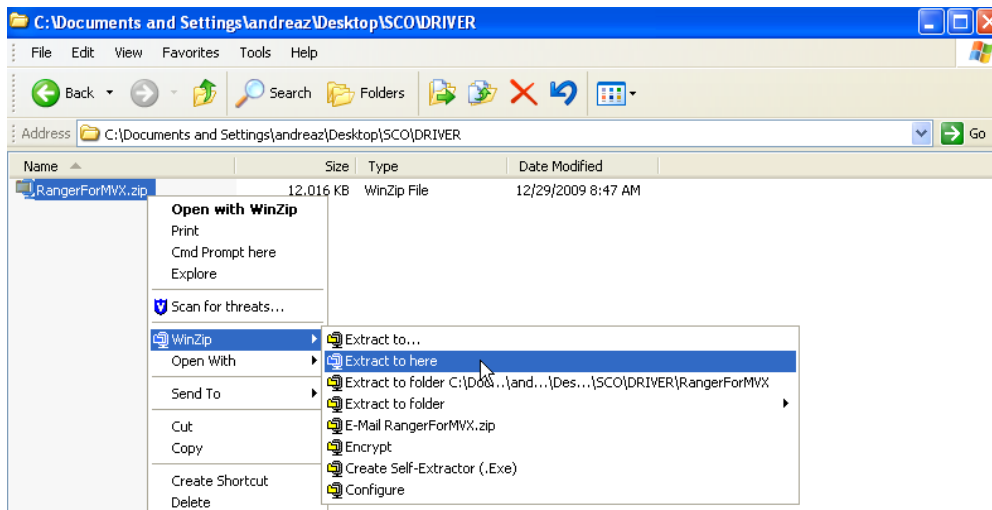 C:\Documents and Settings\andreaz\Desktop\SCO\DRIVER
File Edit View Favorites Tools Help
Back Search Folders
Address C:\Documents and Settings\andreaz\Desktop\SCO\DRIVER Go
Name Size Type Date Modified
RangerForMVX.zip 12,016 KB WinZip File 12/29/2009 8:47 AM
Open with WinZip
Print
Cmd Prompt here
Explore
Scan for threats...
WinZip
Open With
Send To
Cut
Copy
Create Shortcut
Delete
Extract to...
Extract to here
Extract to folder C:\Doc...\and...\Des...\SCO\DRIVER\RangerForMVX
Extract to folder
E-Mail RangerForMVX.zip
Encrypt
Create Self-Extractor (.Exe)
Configure